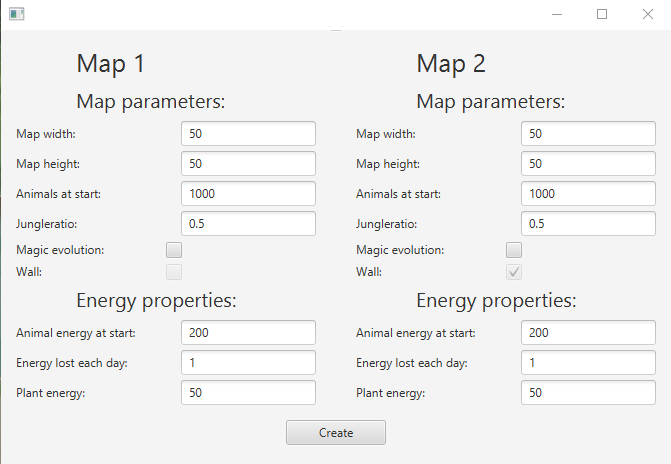 Map 1
Map parameters:
Map width: 50
Map height: 50
Animals at start: 1000
Jungleratio: 0.5
Magic evolution:
Wall:
Energy properties:
Animal energy at start: 200
Energy lost each day: 1
Plant energy: 50
Map 2
Map parameters:
Map width: 50
Map height: 50
Animals at start: 1000
Jungleratio: 0.5
Magic evolution:
Wall:
Energy properties:
Animal energy at start: 200
Energy lost each day: 1
Plant energy: 50
Create